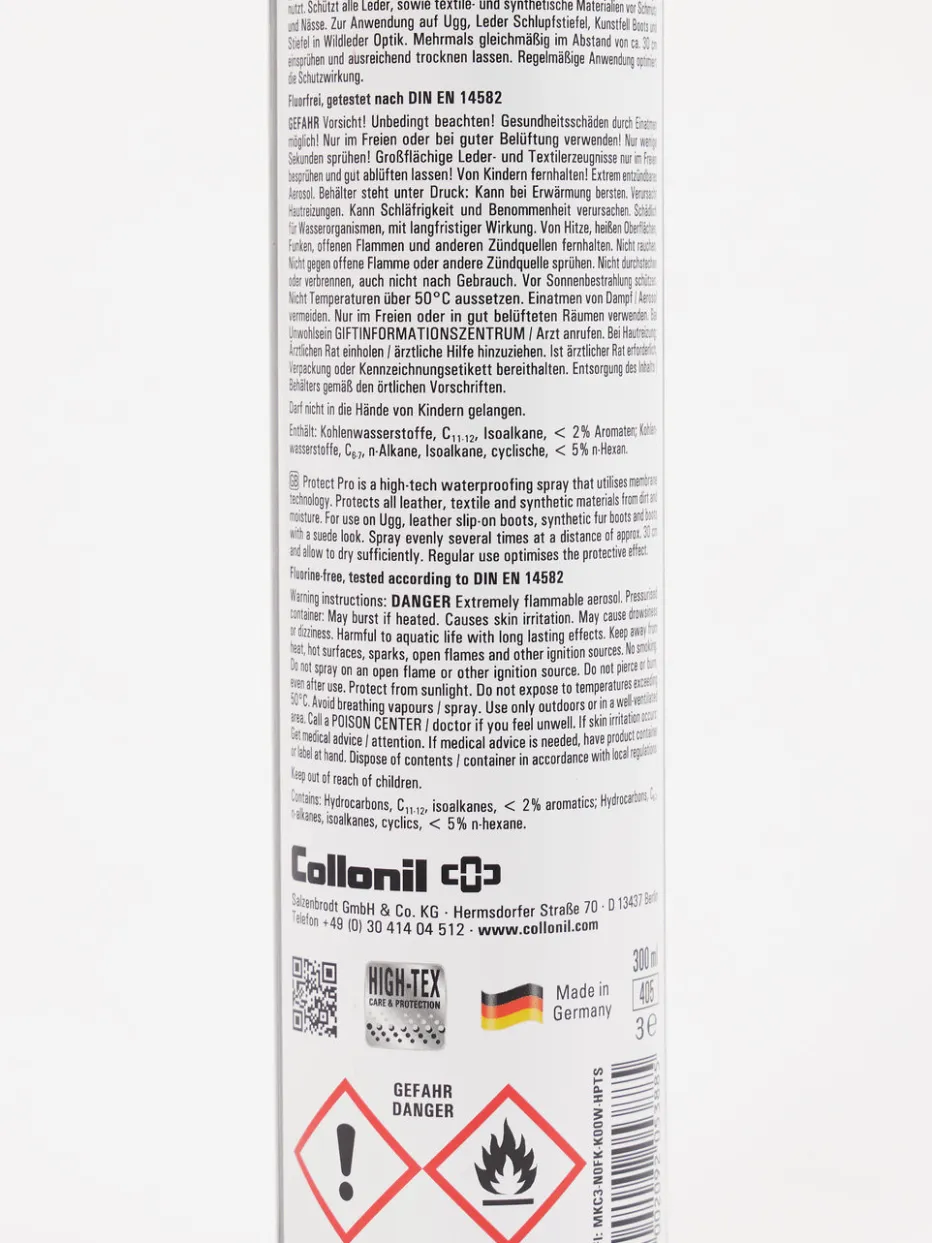 nutzt. Schützt alle Leder, sowie textile- und synthetische Materialien vor Schmutz
und Nässe. Zur Anwendung auf Ugg, Leder Schlupfstiefel, Kunstfell Boots und
Stiefel in Wildleder Optik. Mehrmals gleichmäßig im Abstand von ca. 30 cm
einsprühen und ausreichend trocknen lassen. Regelmäßige Anwendung optimiert
die Schutzwirkung.
Fluorfrei, getestet nach DIN EN 14582
GEFAHR Vorsicht! Unbedingt beachten! Gesundheitsschäden durch Einatmen
möglich! Nur im Freien oder bei guter Belüftung verwenden! Nur wenige
Sekunden sprühen! Großflächige Leder- und Textilerzeugnisse nur im Freien
besprühen und gut ablüften lassen! Von Kindern fernhalten! Extrem entzündbares
Aerosol. Behälter steht unter Druck: Kann bei Erwärmung bersten. Verursacht
Hautreizungen. Kann Schläfrigkeit und Benommenheit verursachen. Schädlich
für Wasserorganismen, mit langfristiger Wirkung. Von Hitze, heißen Oberflächen,
Funken, offenen Flammen und anderen Zündquellen fernhalten. Nicht rauchen.
Nicht gegen offene Flamme oder andere Zündquelle sprühen. Nicht durchstechen
oder verbrennen, auch nicht nach Gebrauch. Vor Sonnenbestrahlung schützen.
Nicht Temperaturen über 50°C aussetzen. Einatmen von Dampf / Aerosol
vermeiden. Nur im Freien oder in gut belüfteten Räumen verwenden. Bei
Unwohlsein GIFTINFORMATIONSZENTRUM / Arzt anrufen. Bei Hautreizung:
Ärztlichen Rat einholen / ärztliche Hilfe hinzuziehen. Ist ärztlicher Rat erforderlich,
Verpackung oder Kennzeichnungsetikett bereithalten. Entsorgung des Inhalts /
Behälters gemäß den örtlichen Vorschriften.
Darf nicht in die Hände von Kindern gelangen.
Enthält: Kohlenwasserstoffe, C11-12, Isoalkane, < 2% Aromaten; Kohlen-
wasserstoffe, C6-7, n-Alkane, Isoalkane, cyclische, < 5% n-Hexan.
GB Protect Pro is a high-tech waterproofing spray that utilises membrane
technology. Protects all leather, textile and synthetic materials from dirt and
moisture. For use on Ugg, leather slip-on boots, synthetic fur boots and boots
with a suede look. Spray evenly several times at a distance of approx. 30 cm
and allow to dry sufficiently. Regular use optimises the protective effect.
Fluorine-free, tested according to DIN EN 14582
Warning instructions: DANGER Extremely flammable aerosol. Pressurised
container: May burst if heated. Causes skin irritation. May cause drowsiness
or dizziness. Harmful to aquatic life with long lasting effects. Keep away from
heat, hot surfaces, sparks, open flames and other ignition sources. No smoking.
Do not spray on an open flame or other ignition source. Do not pierce or burn,
even after use. Protect from sunlight. Do not expose to temperatures exceeding
50°C. Avoid breathing vapours / spray. Use only outdoors or in a well-ventilated
area. Call a POISON CENTER / doctor if you feel unwell. If skin irritation occurs:
Get medical advice / attention. If medical advice is needed, have product container
or label at hand. Dispose of contents / container in accordance with local regulations.
Keep out of reach of children.
Contains: Hydrocarbons, C11-12, isoalkanes, < 2% aromatics; Hydrocarbons,
n-alkanes, isoalkanes, cyclics, < 5% n-hexane.
Collonil
Salzenbrodt GmbH & Co. KG · Hermsdorfer Straße 70 · D 13437 Berlin
Telefon +49 (0) 30 414 04 512 · www.collonil.com
HIGH-TEX
CARE & PROTECTION
Made in
Germany
300 ml
405
3 ℮
GEFAHR
DANGER
MKC3-N0FK-K00W-HPTS